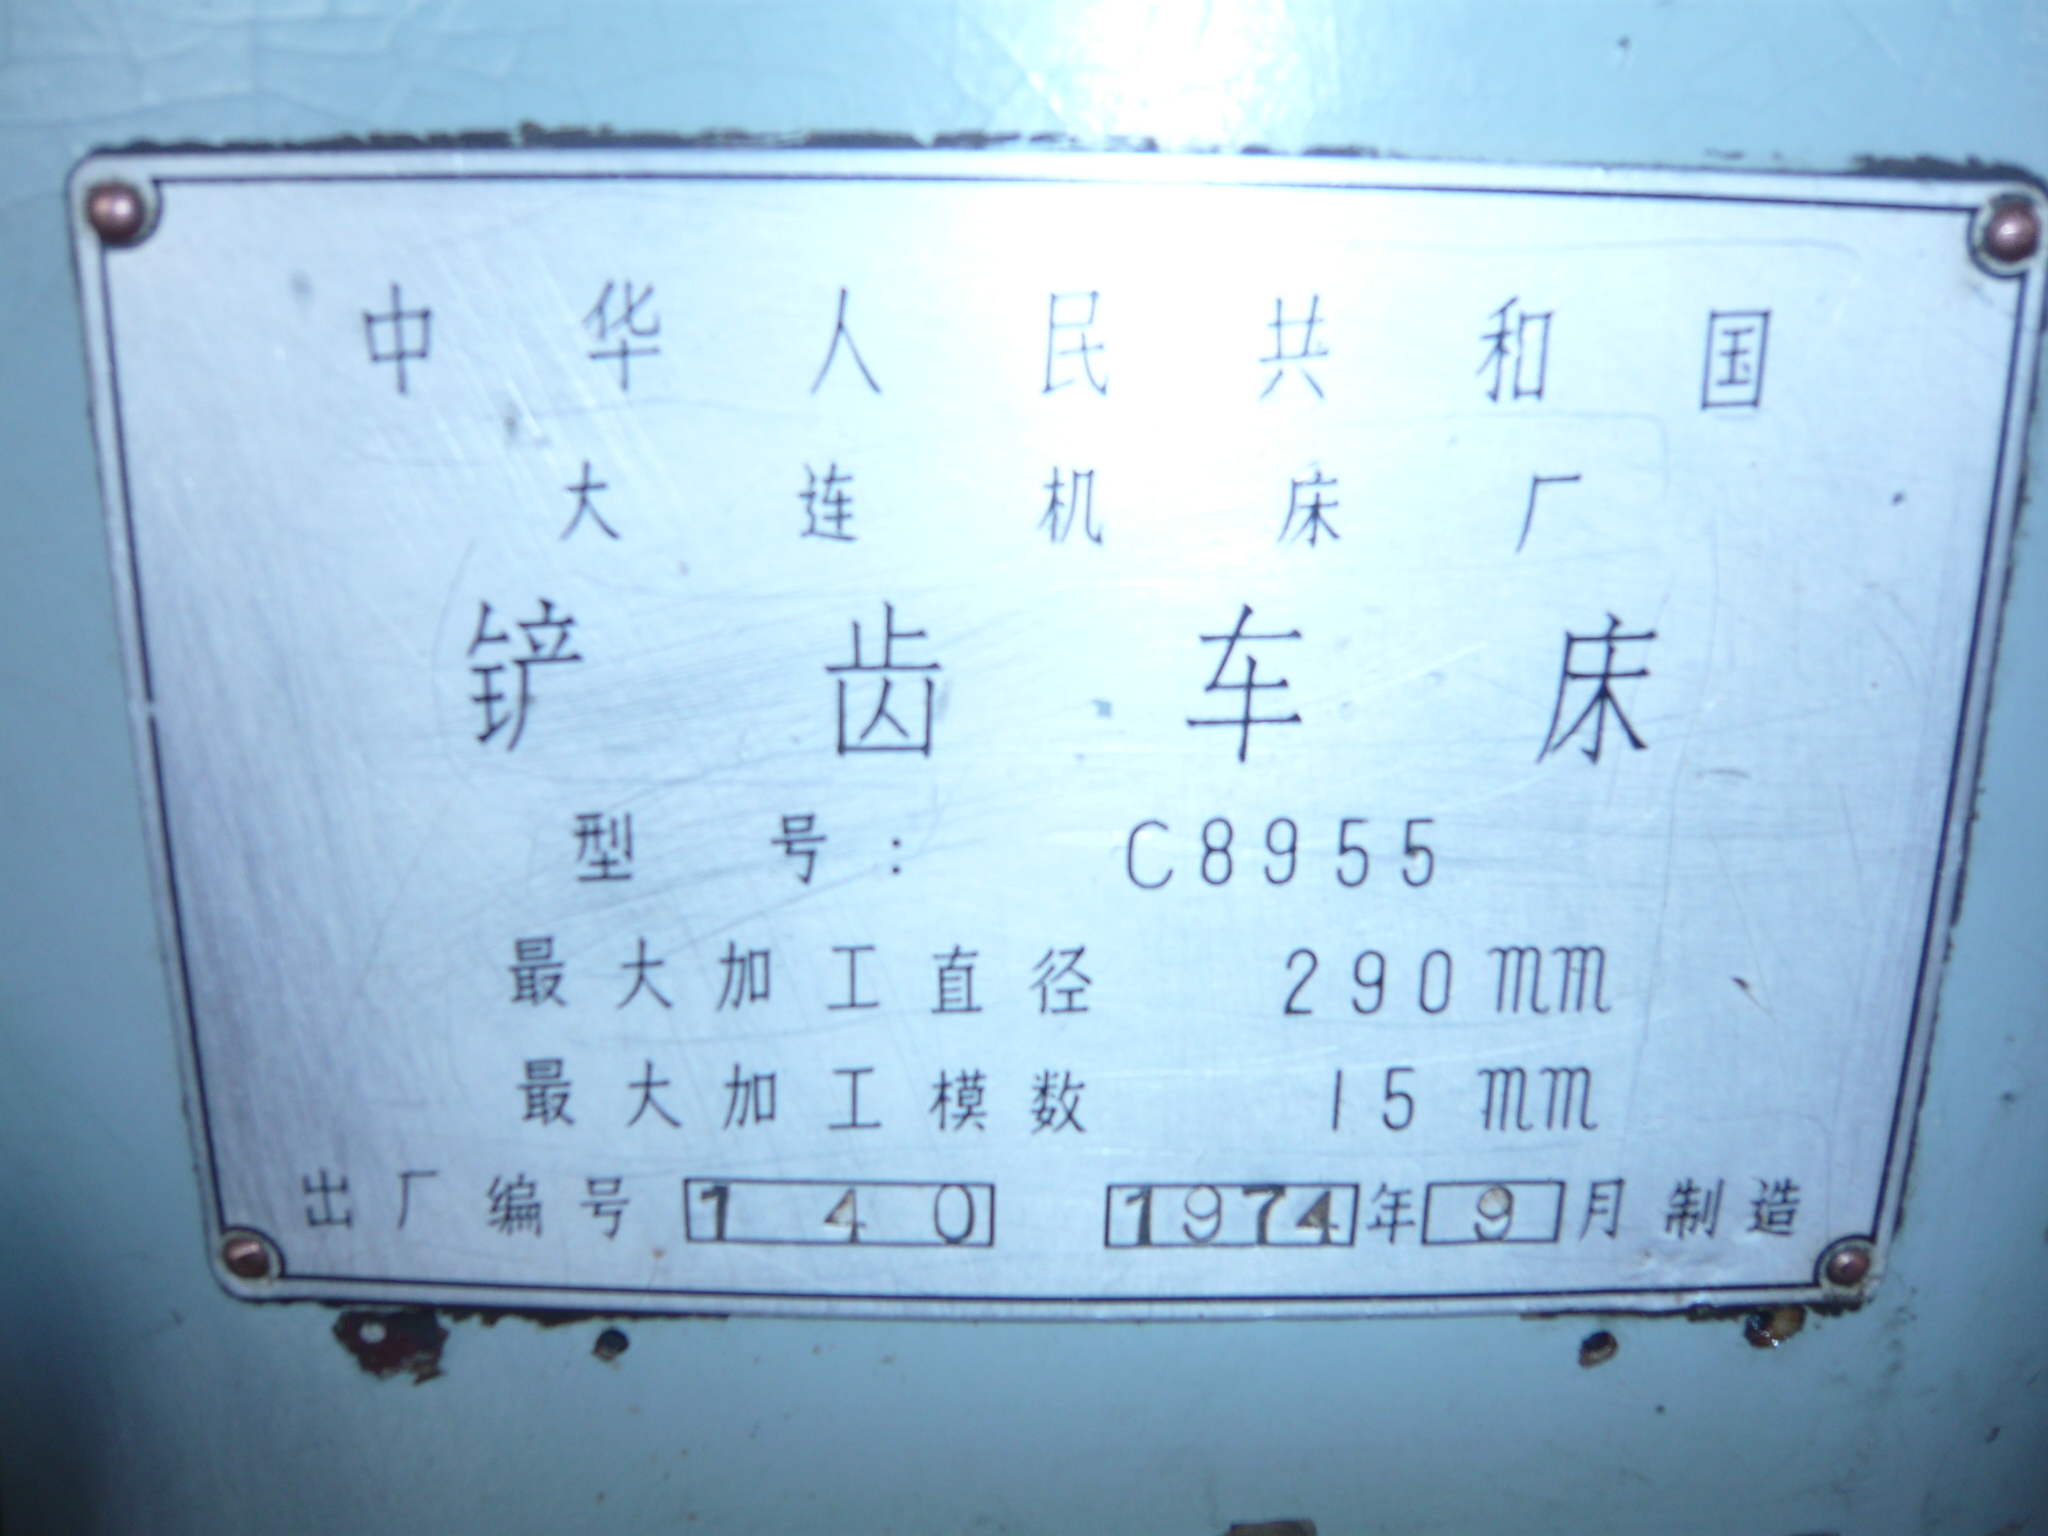 中华人民共和国
大连机床厂
铲齿车床
型号: C8955
最大加工直径 290mm
最大加工模数 15mm
出厂编号 140 1974年9月制造